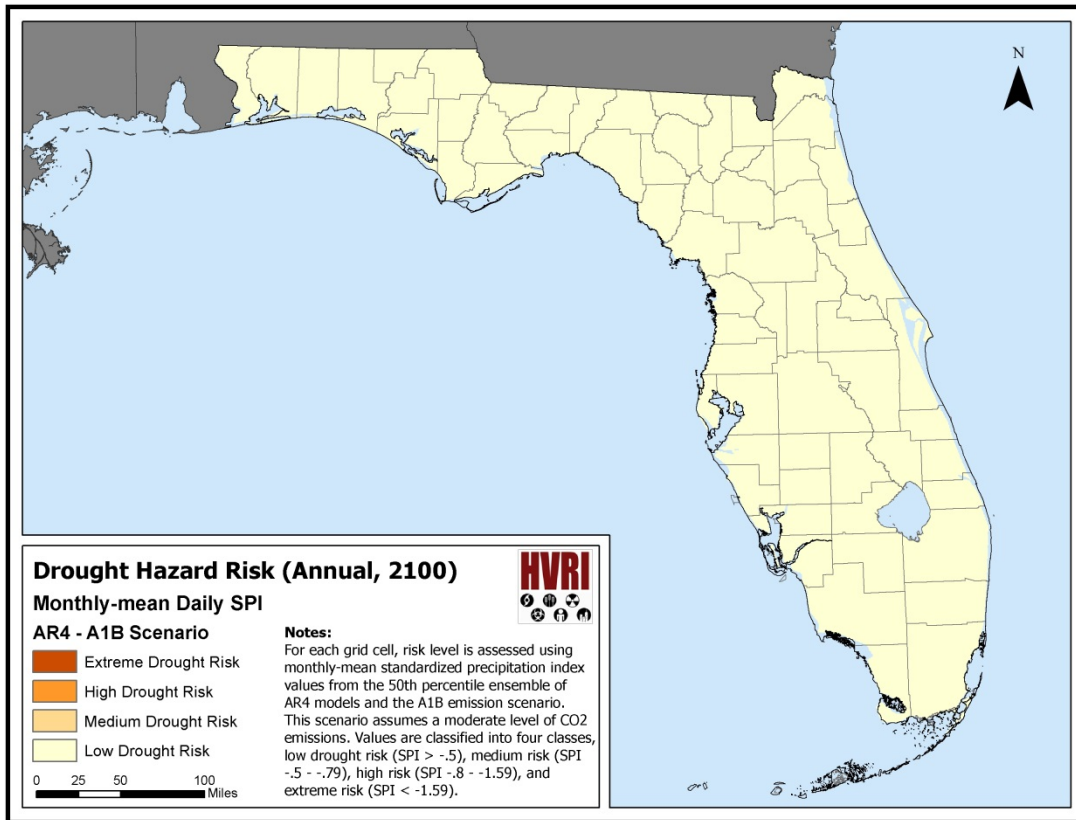 N
Drought Hazard Risk (Annual, 2100)
HVRI
Monthly-mean Daily SPI
AR4 - A1B Scenario
Extreme Drought Risk
High Drought Risk
Medium Drought Risk
Low Drought Risk
0 25 50 100
Miles
Notes:
For each grid cell, risk level is assessed using
monthly-mean standardized precipitation index
values from the 50th percentile ensemble of
AR4 models and the A1B emission scenario.
This scenario assumes a moderate level of CO2
emissions. Values are classified into four classes,
low drought risk (SPI > -.5), medium risk (SPI
-.5 - -.79), high risk (SPI -.8 - -1.59), and
extreme risk (SPI < -1.59).